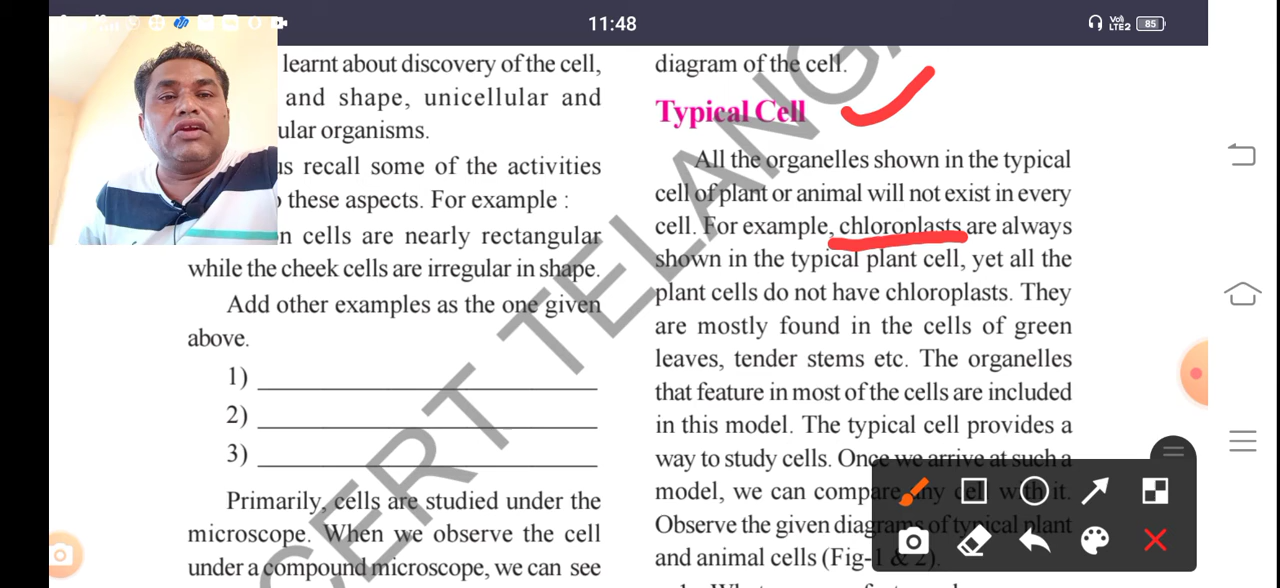 11:48
Vo))
LTE2
85
learnt about discovery of the cell,
and shape, unicellular and
ular organisms.
us recall some of the activities
these aspects. For example :
n cells are nearly rectangular
while the cheek cells are irregular in shape.
Add other examples as the one given
above.
1)
2)
3)
Primarily, cells are studied under the
microscope. When we observe the cell
under a compound microscope, we can see
diagram of the cell.
Typical Cell
All the organelles shown in the typical
cell of plant or animal will not exist in every
cell. For example, chloroplasts are always
shown in the typical plant cell, yet all the
plant cells do not have chloroplasts. They
are mostly found in the cells of green
leaves, tender stems etc. The organelles
that feature in most of the cells are included
in this model. The typical cell provides a
way to study cells. Once we arrive at such a
model, we can compare any cell with it.
Observe the given diagrams of typical plant
and animal cells (Fig-1 & 2).
CERT TELANGA